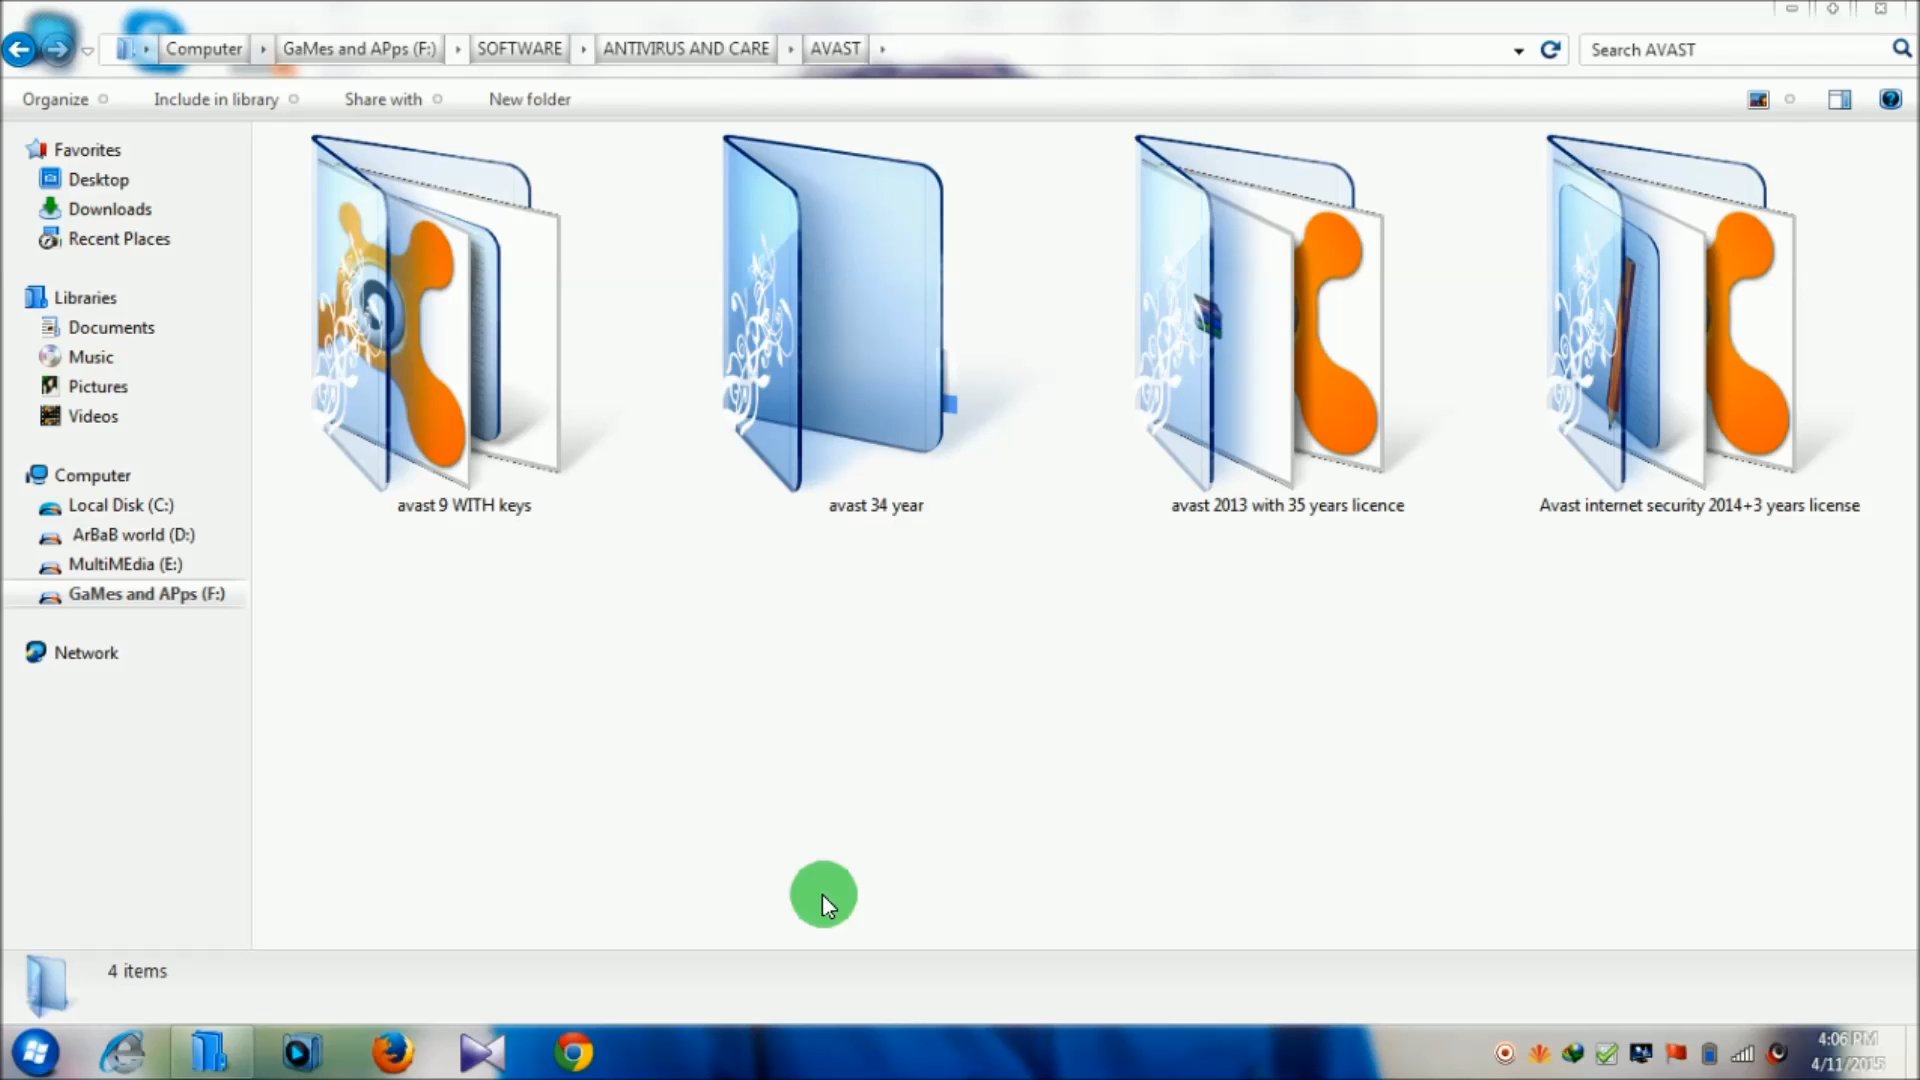 Computer GaMes and APps (F:) SOFTWARE ANTIVIRUS AND CARE AVAST Search AVAST
Organize Include in library Share with New folder
Favorites
Desktop
Downloads
Recent Places
Libraries
Documents
Music
Pictures
Videos
Computer
Local Disk (C:)
ArBaB world (D:)
MultiMEdia (E:)
GaMes and APps (F:)
Network
avast 9 WITH keys
avast 34 year
avast 2013 with 35 years licence
Avast internet security 2014+3 years license
4 items
4:06 PM
4/11/2015